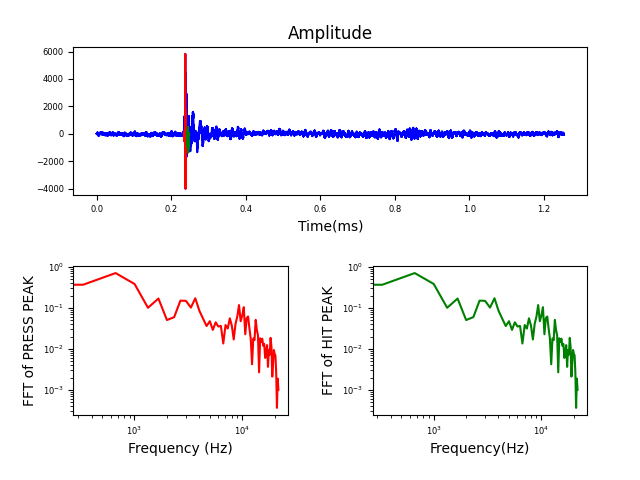 Amplitude
6000
4000
2000
0
−2000
−4000
0.0 0.2 0.4 0.6 0.8 1.0 1.2
Time(ms)
FFT of PRESS PEAK
10⁰
10⁻¹
10⁻²
10⁻³
10³ 10⁴
Frequency (Hz)
FFT of HIT PEAK
10⁰
10⁻¹
10⁻²
10⁻³
10³ 10⁴
Frequency(Hz)